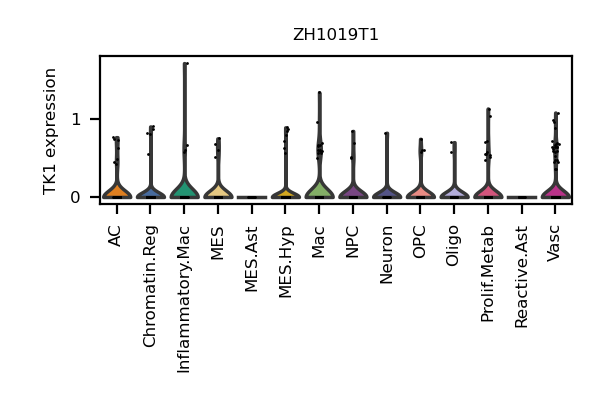 ZH1019T1
TK1 expression
1
0
AC
Chromatin.Reg
Inflammatory.Mac
MES
MES.Ast
MES.Hyp
Mac
NPC
Neuron
OPC
Oligo
Prolif.Metab
Reactive.Ast
Vasc